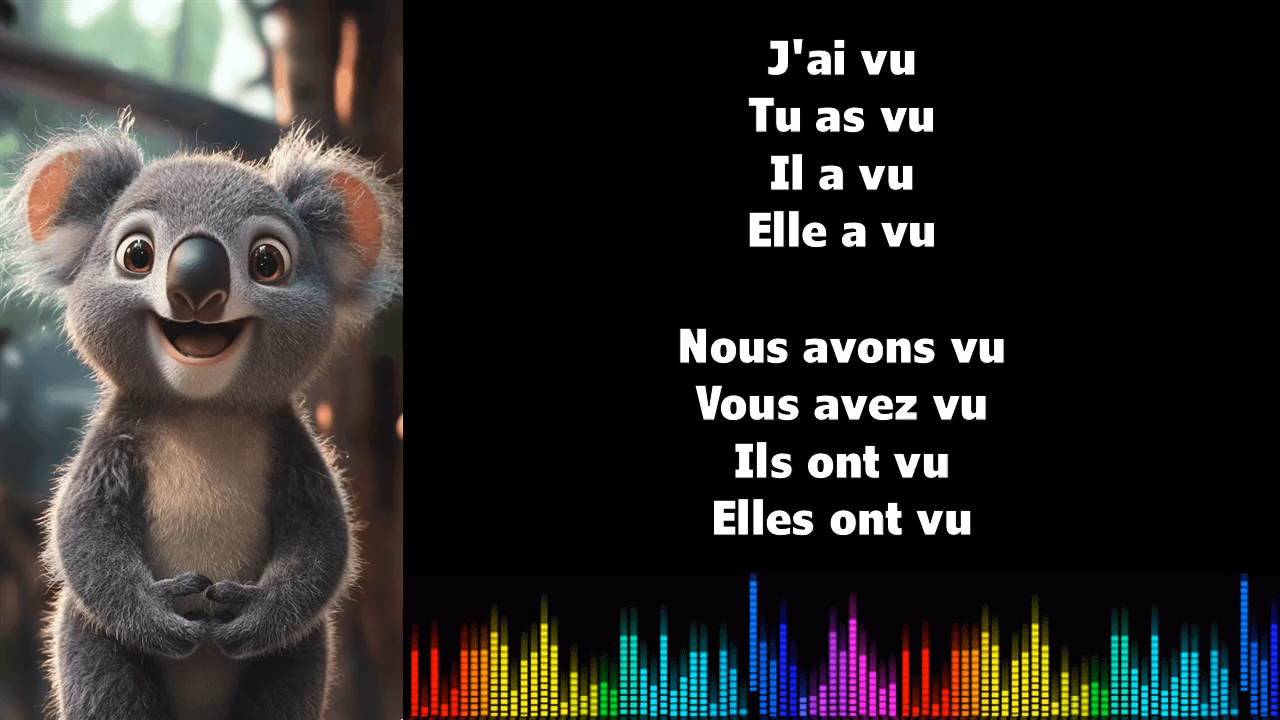 J'ai vu
Tu as vu
Il a vu
Elle a vu
Nous avons vu
Vous avez vu
Ils ont vu
Elles ont vu